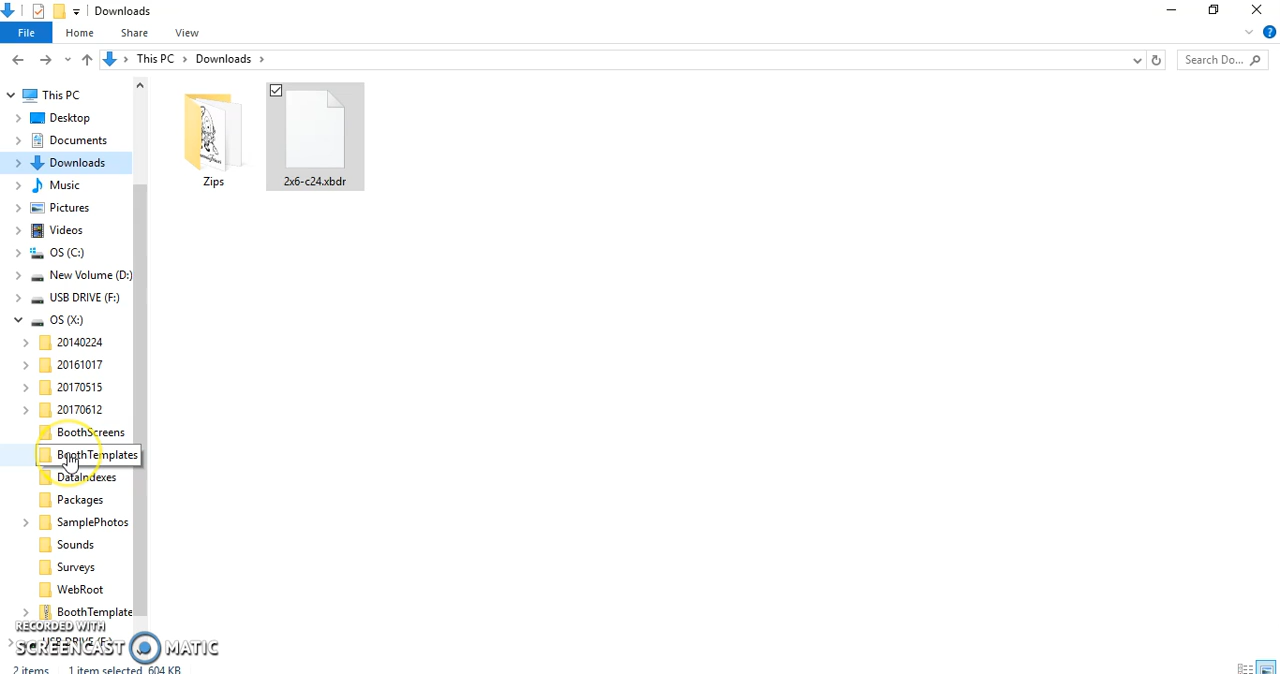 Downloads
File Home Share View
This PC Downloads
Search Do...
This PC
Desktop
Documents
Downloads
Music
Pictures
Videos
OS (C:)
New Volume (D:)
USB DRIVE (F:)
OS (X:)
20140224
20161017
20170515
20170612
BoothScreens
BoothTemplates
DataIndexes
Packages
SamplePhotos
Sounds
Surveys
WebRoot
BoothTemplate
USB DRIVE (F:)
Zips
2x6-c24.xbdr
RECORDED WITH
SCREENCAST MATIC
2 items 1 item selected 604 KB